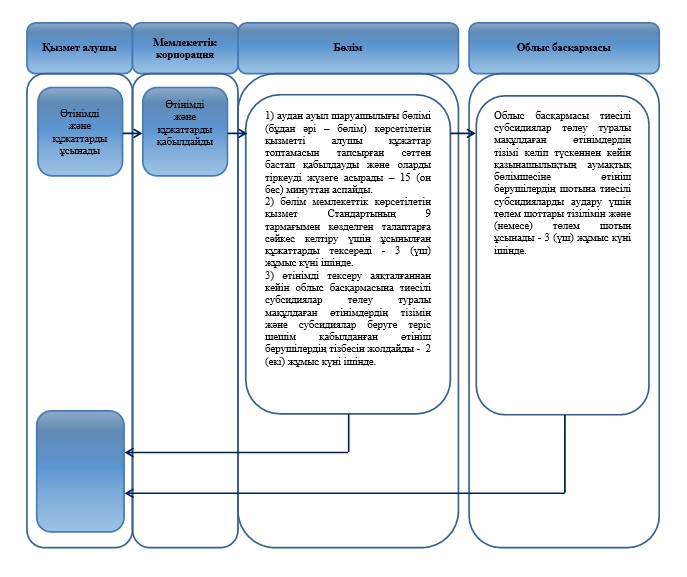 Қызмет алушы
Мемлекеттік
корпорация
Бөлім
Облыс басқармасы
Өтінімді
және
құжаттарды
ұсынады
Өтінімді
және
құжаттарды
қабылдайды
1) аудан ауыл шаруашылығы бөлімі
(бұдан әрі – бөлім) көрсетілетін
қызметті алушы құжаттар
топтамасын тапсырған сәттен
бастап қабылдауды және оларды
тіркеуді жүзеге асырады – 15 (он
бес) минуттан аспайды.
2) бөлім мемлекеттік көрсетілетін
қызмет Стандартының 9
тармағымен көзделген талаптарға
сәйкес келтіру үшін ұсынылған
құжаттарды тексереді - 3 (үш)
жұмыс күні ішінде.
3) өтінімді тексеру аяқталғаннан
кейін облыс басқармасына тиесілі
субсидиялар төлеу туралы
мақұлдаған өтінімдердің тізімін
және субсидиялар беруге теріс
шешім қабылданған өтініш
берушілердің тізбесін жолдайды - 2
(екі) жұмыс күні ішінде.
Облыс басқармасы тиесілі
субсидиялар төлеу туралы
мақұлдаған өтінімдердің
тізімі келіп түскеннен кейін
қазынашылықтың аумақтық
бөлімшесіне өтініш
берушілердің шотына тиесілі
субсидияларды аудару үшін
төлем шоттары тізілімін және
(немесе) төлем шотын
ұсынады - 3 (үш) жұмыс күні
ішінде.